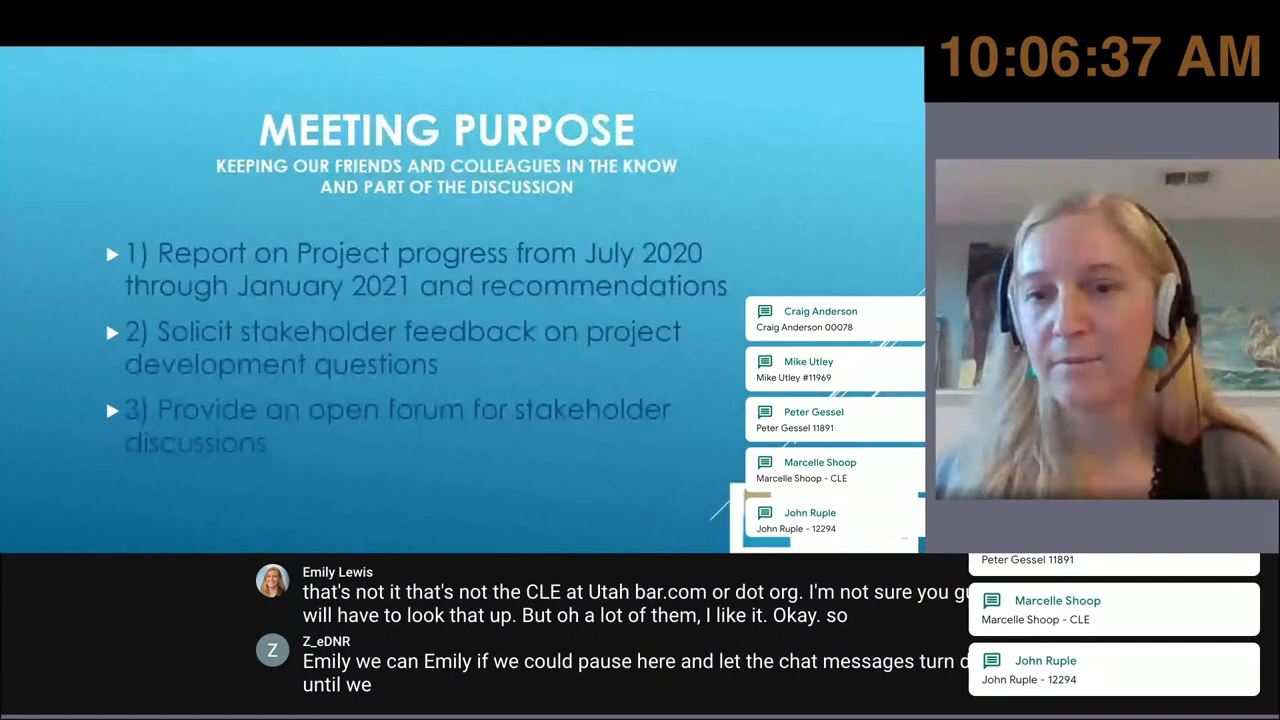 10:06:37 AM
MEETING PURPOSE
KEEPING OUR FRIENDS AND COLLEAGUES IN THE KNOW
AND PART OF THE DISCUSSION
1) Report on Project progress from July 2020
through January 2021 and recommendations
2) Solicit stakeholder feedback on project
development questions
3) Provide an open forum for stakeholder
discussions
Craig Anderson
Craig Anderson 00078
Mike Utley
Mike Utley #11969
Peter Gessel
Peter Gessel 11891
Marcelle Shoop
Marcelle Shoop - CLE
John Ruple
John Ruple - 12294
Emily Lewis
that's not it that's not the CLE at Utah bar.com or dot org. I'm not sure you
will have to look that up. But oh a lot of them, I like it. Okay. so
Z_eDNR
Z
Emily we can Emily if we could pause here and let the chat messages turn
until we
Peter Gessel 11891
Marcelle Shoop
Marcelle Shoop - CLE
John Ruple
John Ruple - 12294